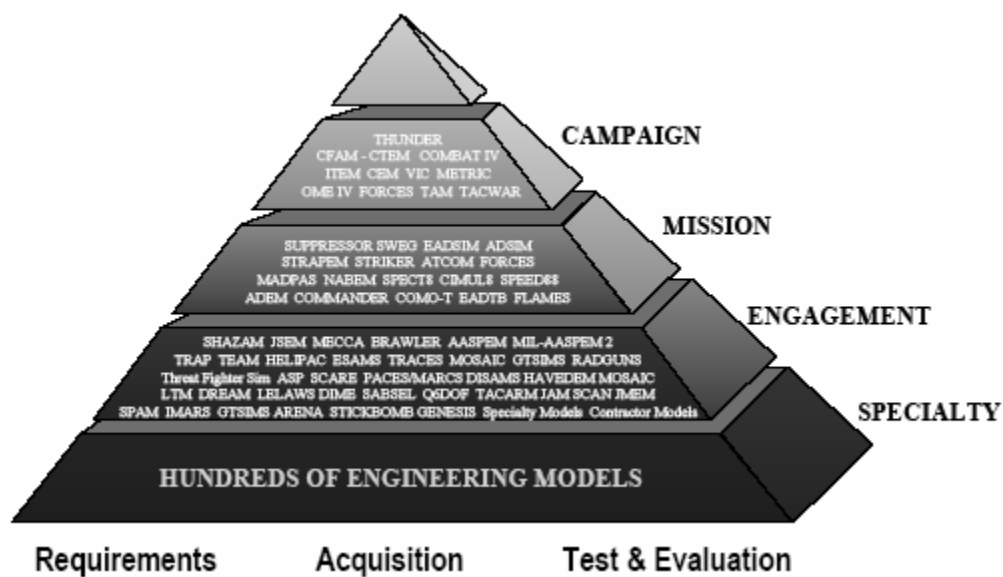 THUNDER
CFAM - CTEM COMBAT IV
ITEM CEM VIC METRIC
OME IV FORCES TAM TACWAR
CAMPAIGN
SUPPRESSOR SWEG EADSIM ADSIM
STRAPEM STRIKER ATCOM FORCES
MADPAS NABEM SPECT8 CIMUL8 SPEED88
ADEM COMMANDER COMO-T EADTB FLAMES
MISSION
SHAZAM JSEM MECCA BRAWLER AASPEM MIL-AASPEM 2
TRAP TEAM HELIPAC ESAMS TRACES MOSAIC GTSIMS RADGUNS
Threat Fighter Sim ASP SCARE PACES/MARCS DISAMS HAVEDEM MOSAIC
LTM DREAM LELAWS DIME SABSEL Q6DOF TACARM JAM SCAN JMEM
SPAM IMARS GTSIMS ARENA STICKBOMB GENESIS Specialty Models Contractor Models
ENGAGEMENT
HUNDREDS OF ENGINEERING MODELS
SPECIALTY
Requirements Acquisition Test & Evaluation